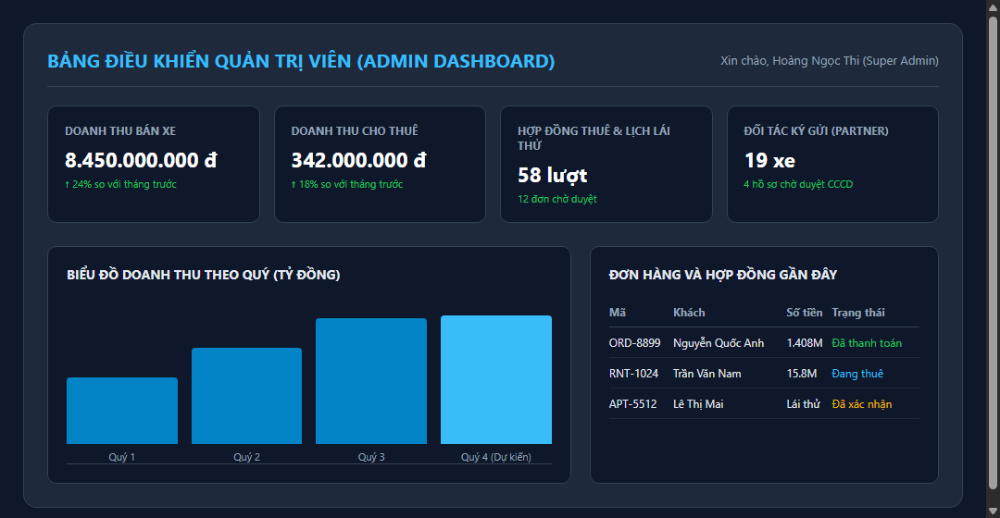 BẢNG ĐIỀU KHIỂN QUẢN TRỊ VIÊN (ADMIN DASHBOARD)
Xin chào, Hoàng Ngọc Thi (Super Admin)
DOANH THU BÁN XE
8.450.000.000 đ
↑ 24% so với tháng trước
DOANH THU CHO THUÊ
342.000.000 đ
↑ 18% so với tháng trước
HỢP ĐỒNG THUÊ & LỊCH LÁI
THỬ
58 lượt
12 đơn chờ duyệt
ĐỐI TÁC KÝ GỬI (PARTNER)
19 xe
4 hồ sơ chờ duyệt CCCD
BIỂU ĐỒ DOANH THU THEO QUÝ (TỶ ĐỒNG)
Quý 1
Quý 2
Quý 3
Quý 4 (Dự kiến)
ĐƠN HÀNG VÀ HỢP ĐỒNG GẦN ĐÂY
Mã Khách Số tiền Trạng thái
ORD-8899 Nguyễn Quốc Anh 1.408M Đã thanh toán
RNT-1024 Trần Văn Nam 15.8M Đang thuê
APT-5512 Lê Thị Mai Lái thử Đã xác nhận